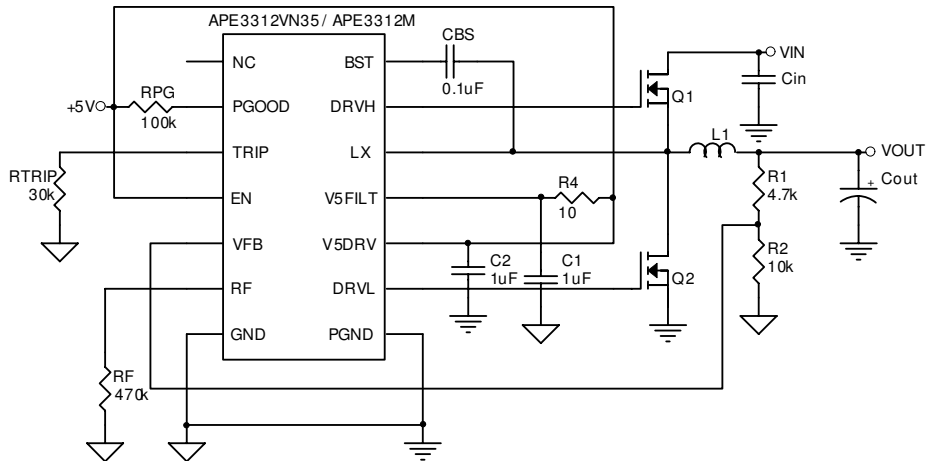 APE3312VN35 / APE3312M
CBS
0.1uF
NC
BST
VIN
Cin
RPG
100k
+5V
PGOOD
DRVH
Q1
L1
TRIP
LX
VOUT
RTRIP
30k
R1
4.7k
Cout
+
EN
V5FILT
R4
10
VFB
V5DRV
R2
10k
C2
1uF
C1
1uF
RF
DRVL
Q2
GND
PGND
RF
470k